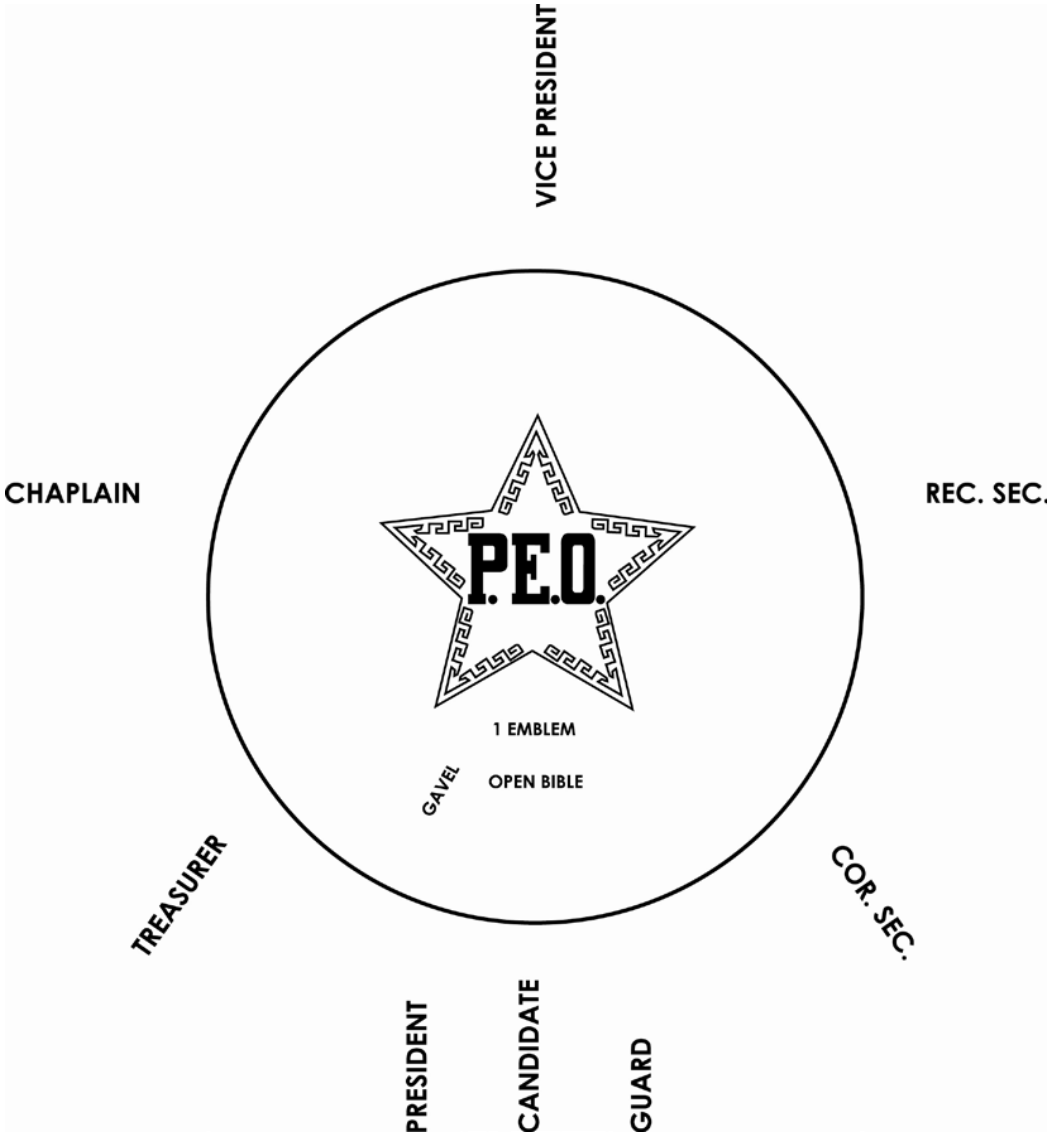 VICE PRESIDENT
CHAPLAIN
REC. SEC.
P.E.O.
1 EMBLEM
GAVEL
OPEN BIBLE
TREASURER
COR. SEC.
PRESIDENT
CANDIDATE
GUARD